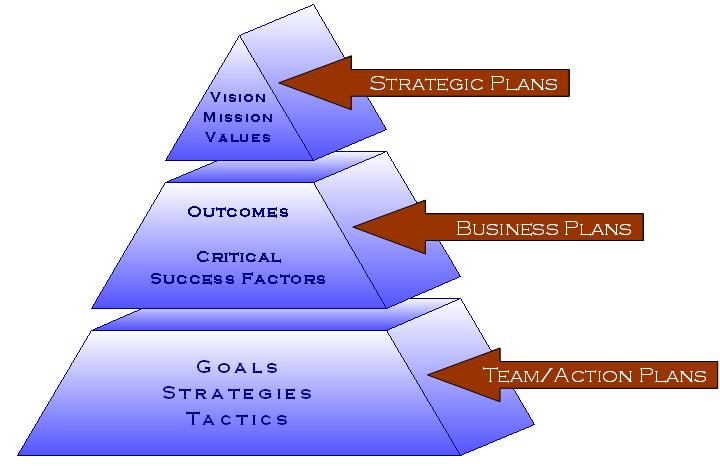 Vision
Mission
Values
Strategic Plans
Outcomes
Critical
Success Factors
Business Plans
Goals
Strategies
Tactics
Team/Action Plans